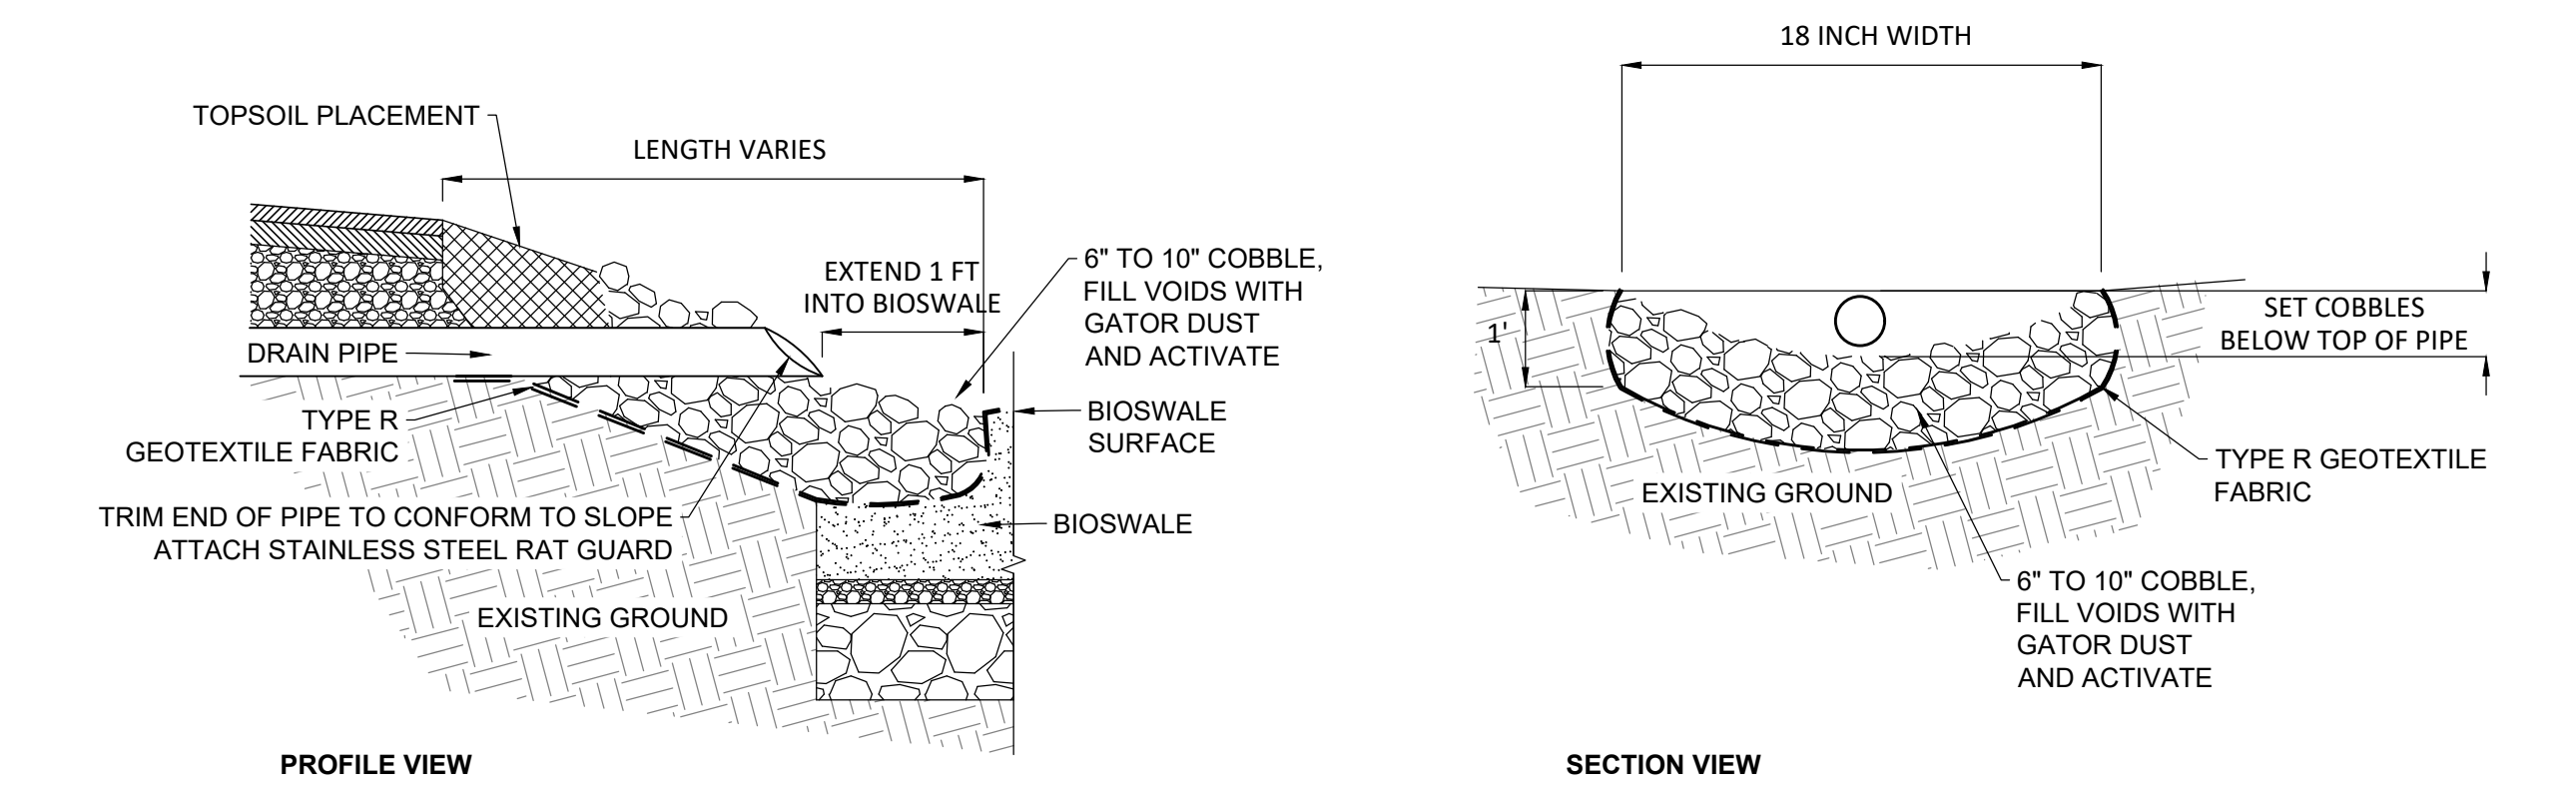 TOPSOIL PLACEMENT
LENGTH VARIES
EXTEND 1 FT
INTO BIOSWALE
6" TO 10" COBBLE,
FILL VOIDS WITH
GATOR DUST
AND ACTIVATE
DRAIN PIPE
TYPE R
GEOTEXTILE FABRIC
BIOSWALE
SURFACE
TRIM END OF PIPE TO CONFORM TO SLOPE
ATTACH STAINLESS STEEL RAT GUARD
BIOSWALE
EXISTING GROUND
PROFILE VIEW
18 INCH WIDTH
1'
SET COBBLES
BELOW TOP OF PIPE
TYPE R GEOTEXTILE
FABRIC
EXISTING GROUND
6" TO 10" COBBLE,
FILL VOIDS WITH
GATOR DUST
AND ACTIVATE
SECTION VIEW